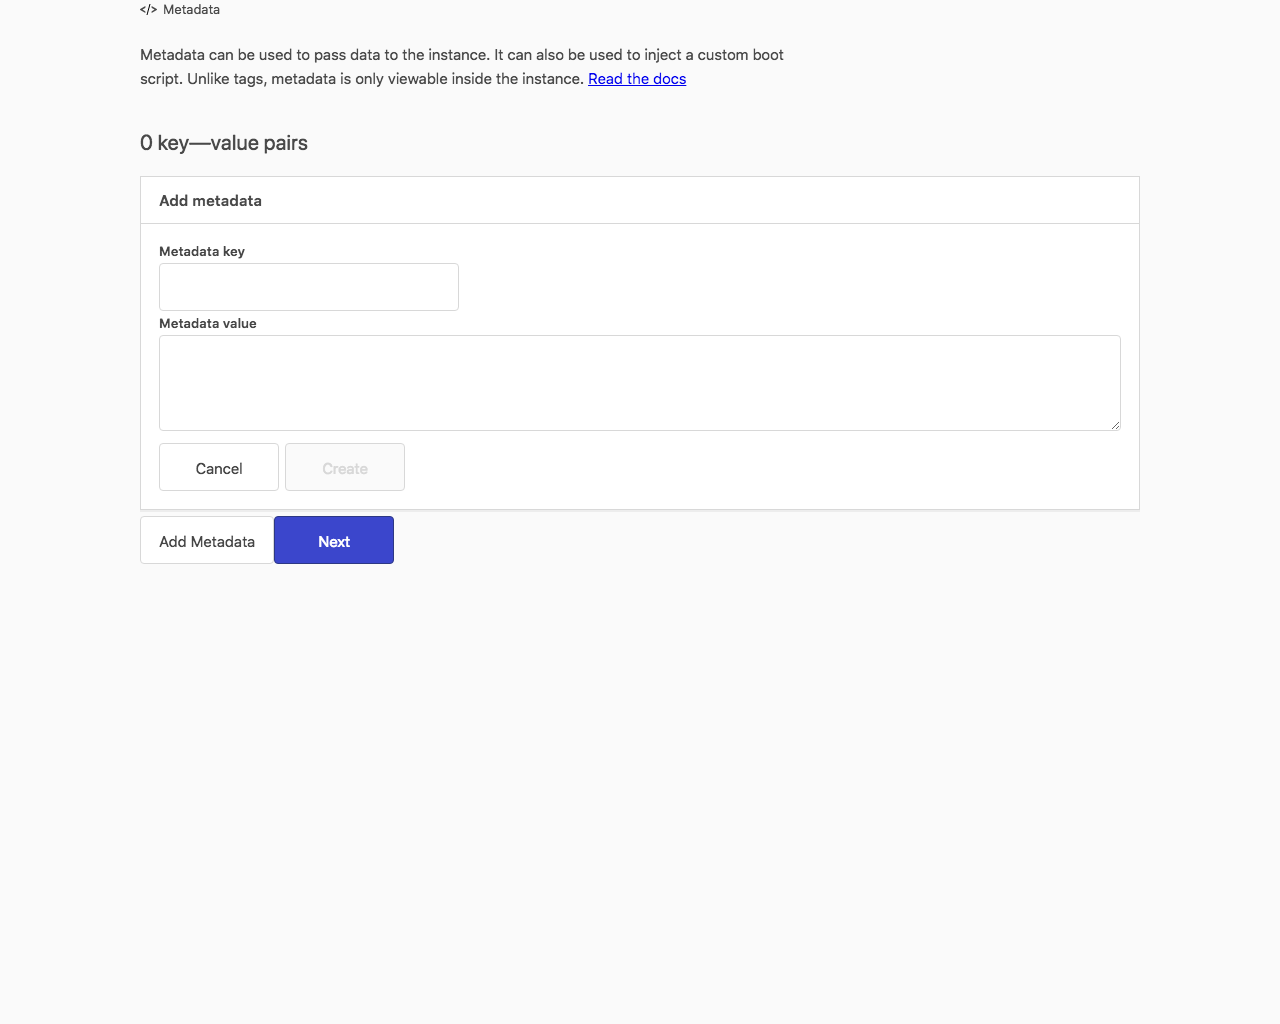 </> Metadata
Metadata can be used to pass data to the instance. It can also be used to inject a custom boot
script. Unlike tags, metadata is only viewable inside the instance. Read the docs
0 key—value pairs
Add metadata
Metadata key
Metadata value
Cancel
Create
Add Metadata
Next